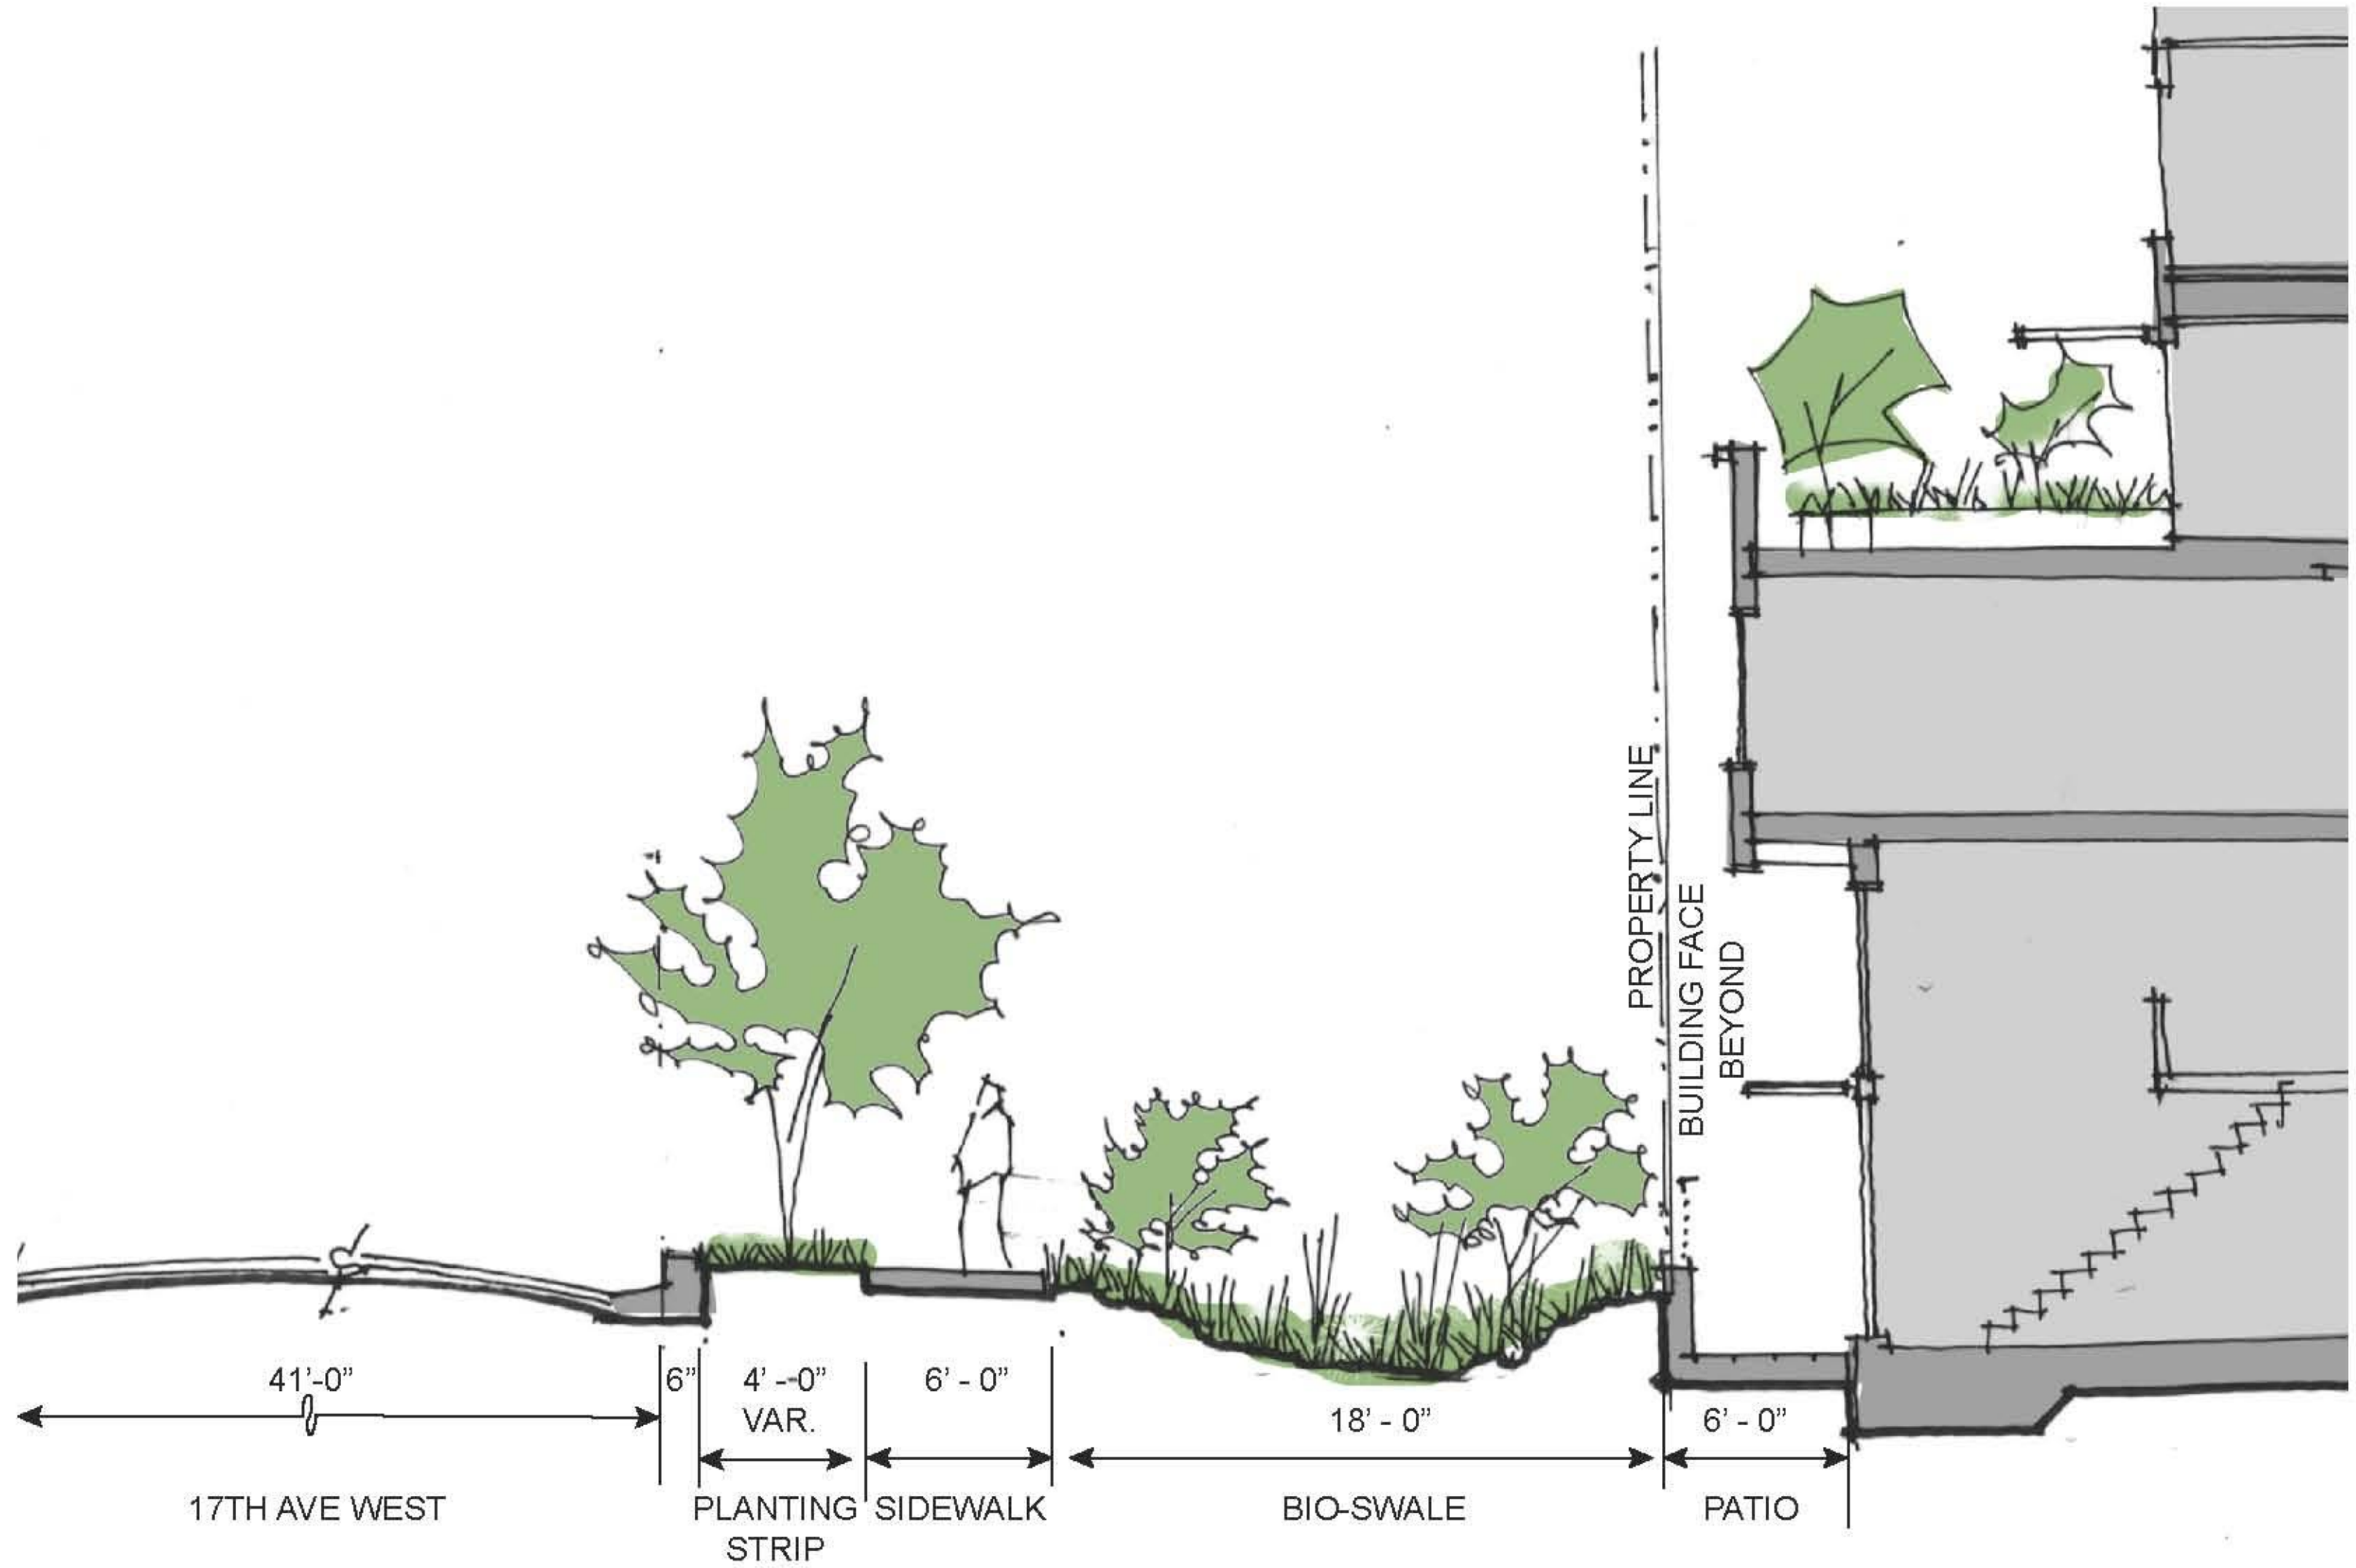 PROPERTY LINE
BUILDING FACE
BEYOND
41'-0”
6”
4' --0”
VAR.
6' - 0”
18' - 0”
6' - 0”
17TH AVE WEST
PLANTING
STRIP
SIDEWALK
BIO-SWALE
PATIO